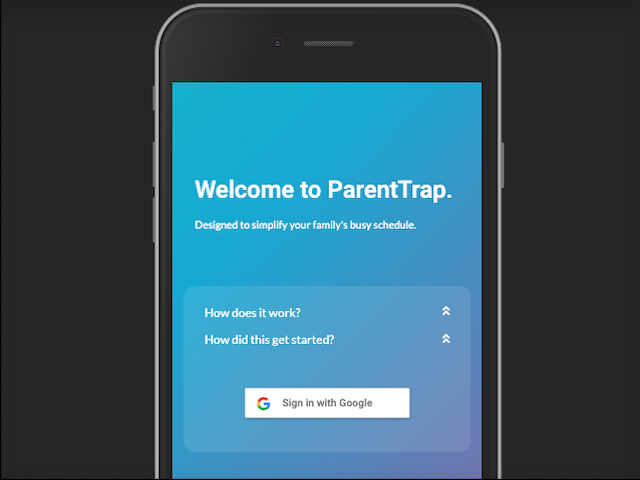 Welcome to ParentTrap.
Designed to simplify your family's busy schedule.
How does it work?
How did this get started?
Sign in with Google